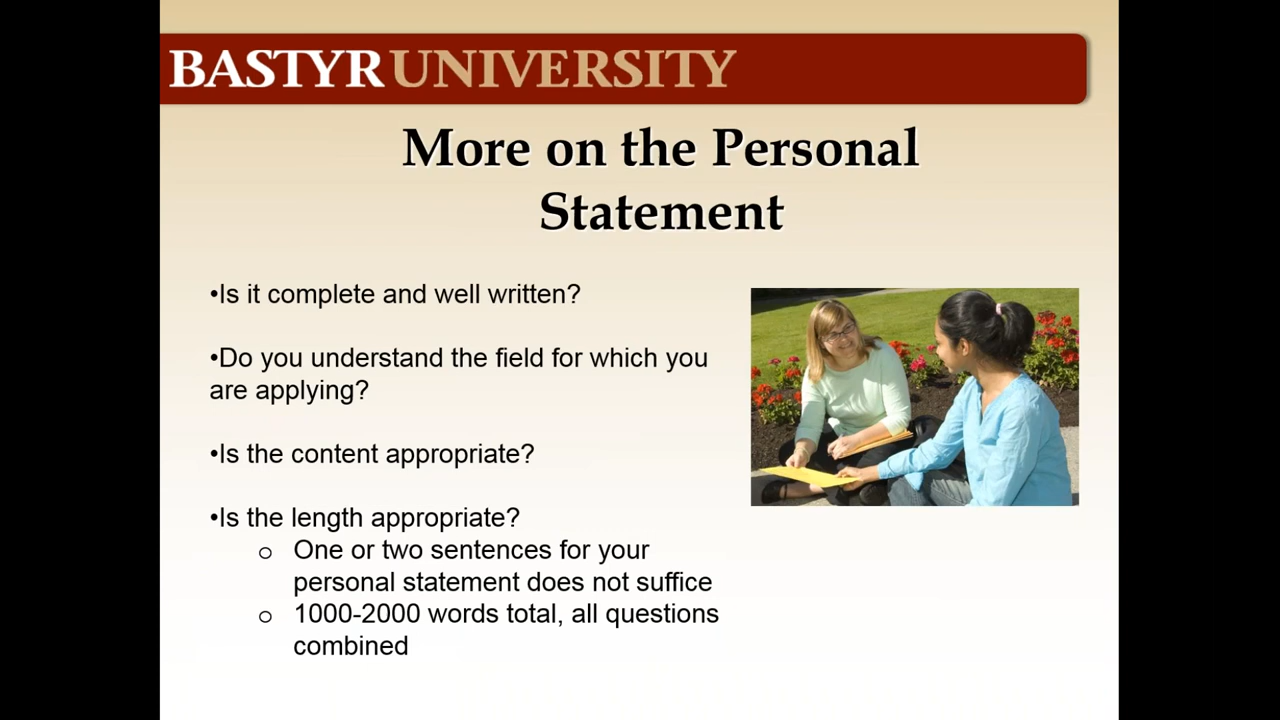 BASTYR UNIVERSITY
More on the Personal
Statement
•Is it complete and well written?
•Do you understand the field for which you
are applying?
•Is the content appropriate?
•Is the length appropriate?
o One or two sentences for your
personal statement does not suffice
o 1000-2000 words total, all questions
combined